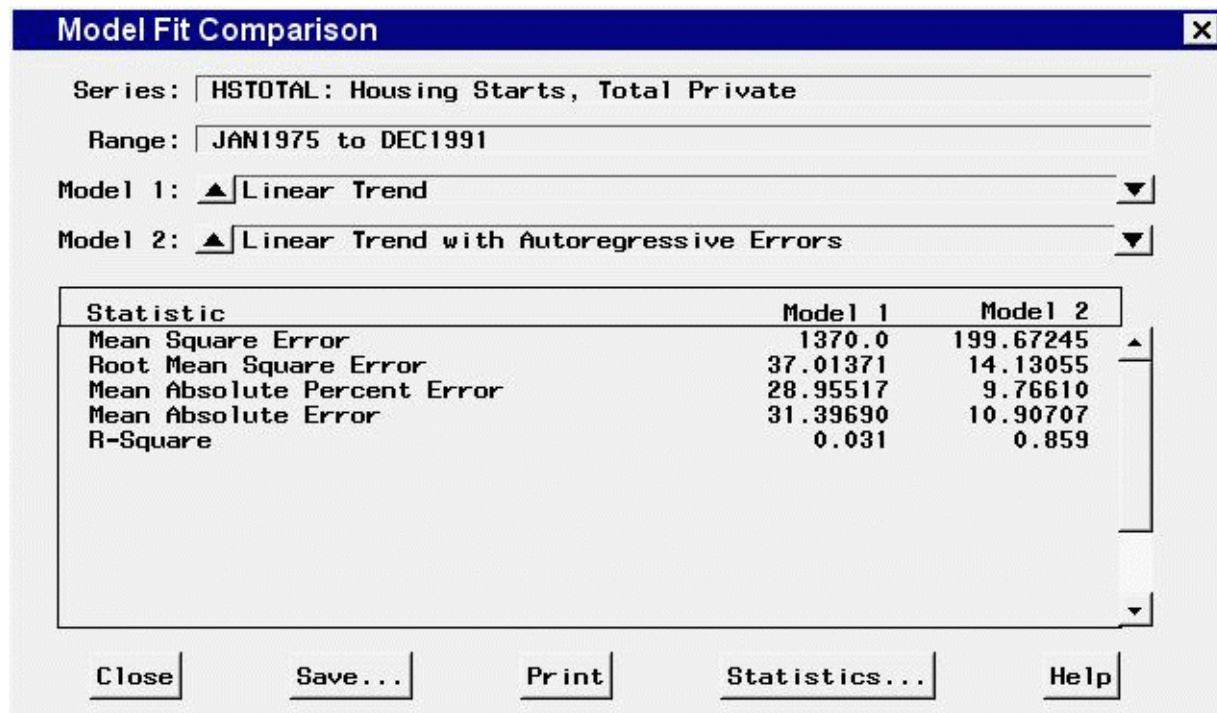 Model Fit Comparison
Series: HSTOTAL: Housing Starts, Total Private
Range: JAN1975 to DEC1991
Model 1: Linear Trend
Model 2: Linear Trend with Autoregressive Errors
Statistic Model 1 Model 2
Mean Square Error 1370.0 199.67245
Root Mean Square Error 37.01371 14.13055
Mean Absolute Percent Error 28.95517 9.76610
Mean Absolute Error 31.39690 10.90707
R-Square 0.031 0.859
Close Save... Print Statistics... Help